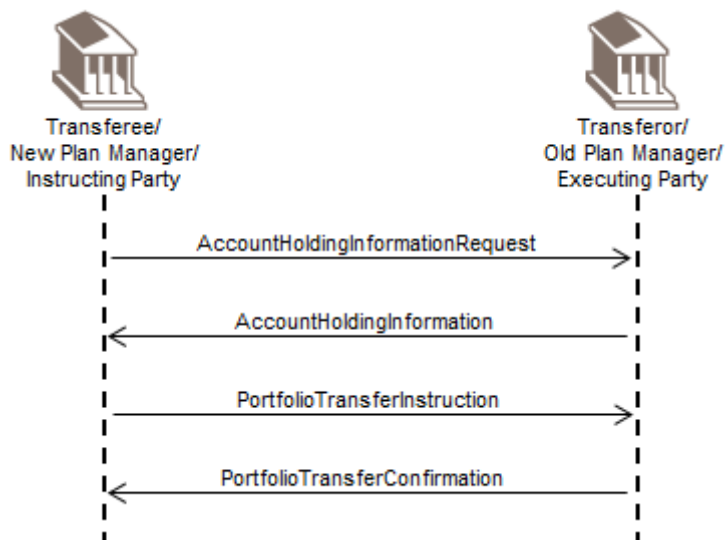 Transferee/
New Plan Manager/
Instructing Party
Transferor/
Old Plan Manager/
Executing Party
AccountHoldingInformationRequest
AccountHoldingInformation
PortfolioTransferInstruction
PortfolioTransferConfirmation